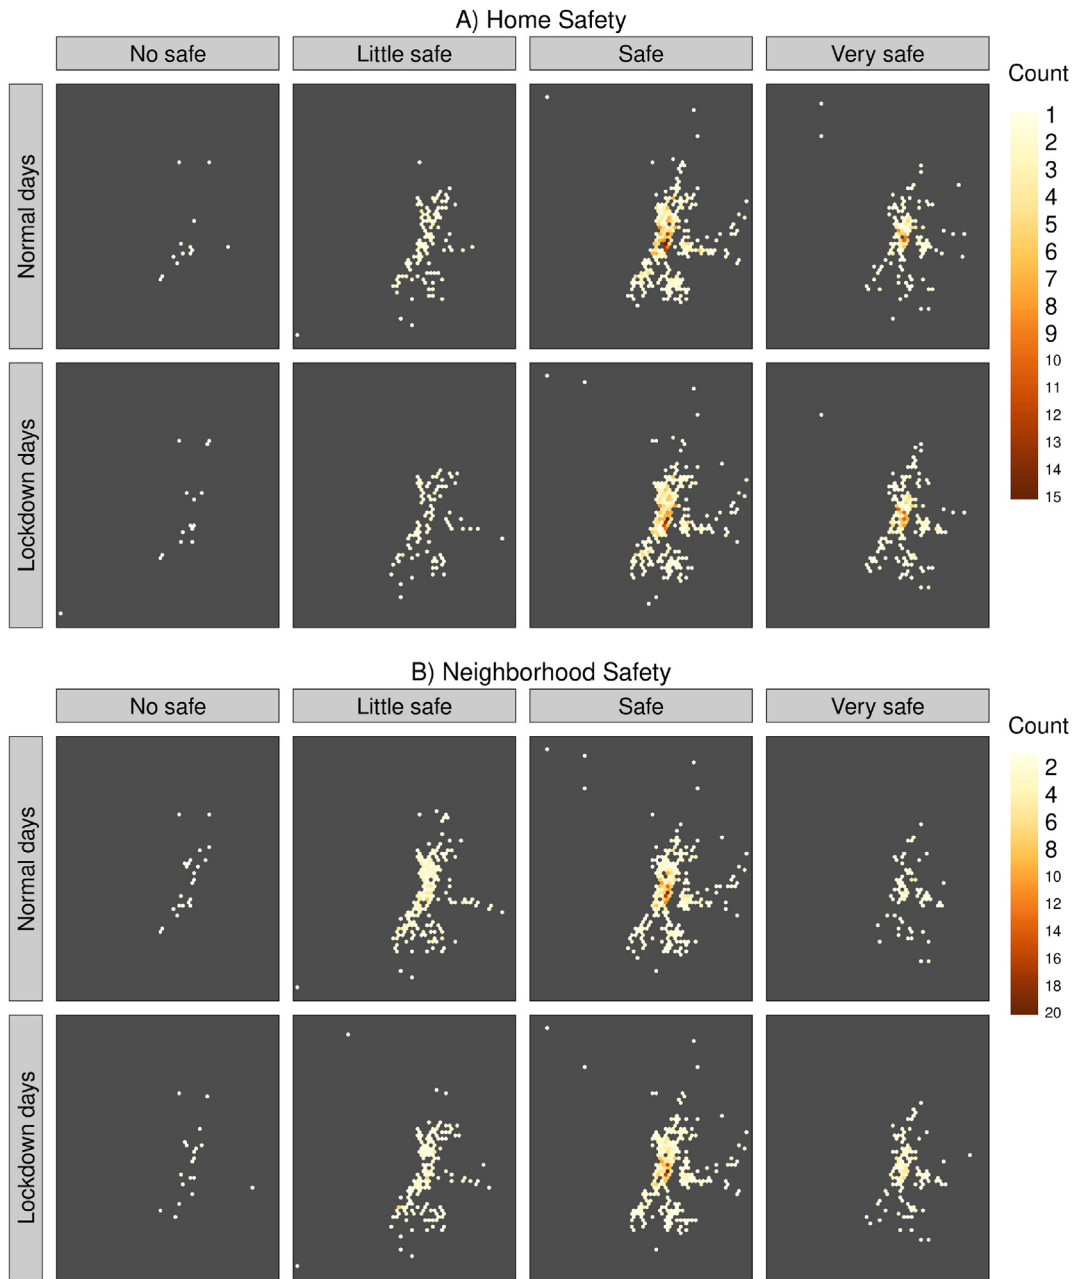 A) Home Safety
No safe
Little safe
Safe
Very safe
Count
1
2
3
4
5
6
7
8
9
10
11
12
13
14
15
Normal days
Lockdown days
B) Neighborhood Safety
No safe
Little safe
Safe
Very safe
Count
2
4
6
8
10
12
14
16
18
20
Normal days
Lockdown days